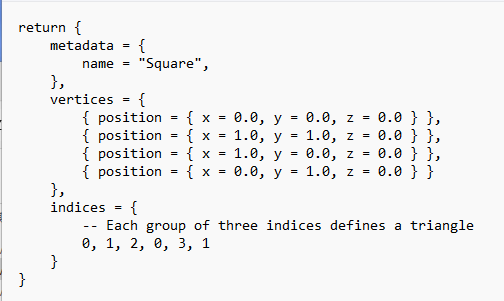 return {
    metadata = {
        name = "Square",
    },
    vertices = {
        { position = { x = 0.0, y = 0.0, z = 0.0 } },
        { position = { x = 1.0, y = 1.0, z = 0.0 } },
        { position = { x = 1.0, y = 0.0, z = 0.0 } },
        { position = { x = 0.0, y = 1.0, z = 0.0 } }
    },
    indices = {
        -- Each group of three indices defines a triangle
        0, 1, 2, 0, 3, 1
    }
}